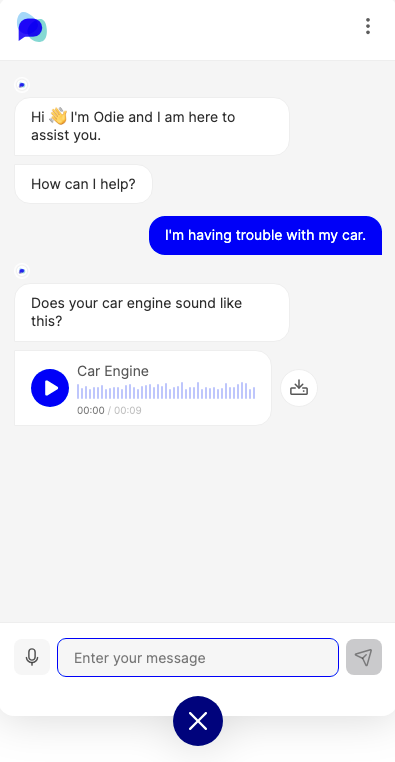 Hi 👋 I'm Odie and I am here to
assist you.
How can I help?
I'm having trouble with my car.
Does your car engine sound like
this?
Car Engine
00:00 / 00:09
Enter your message